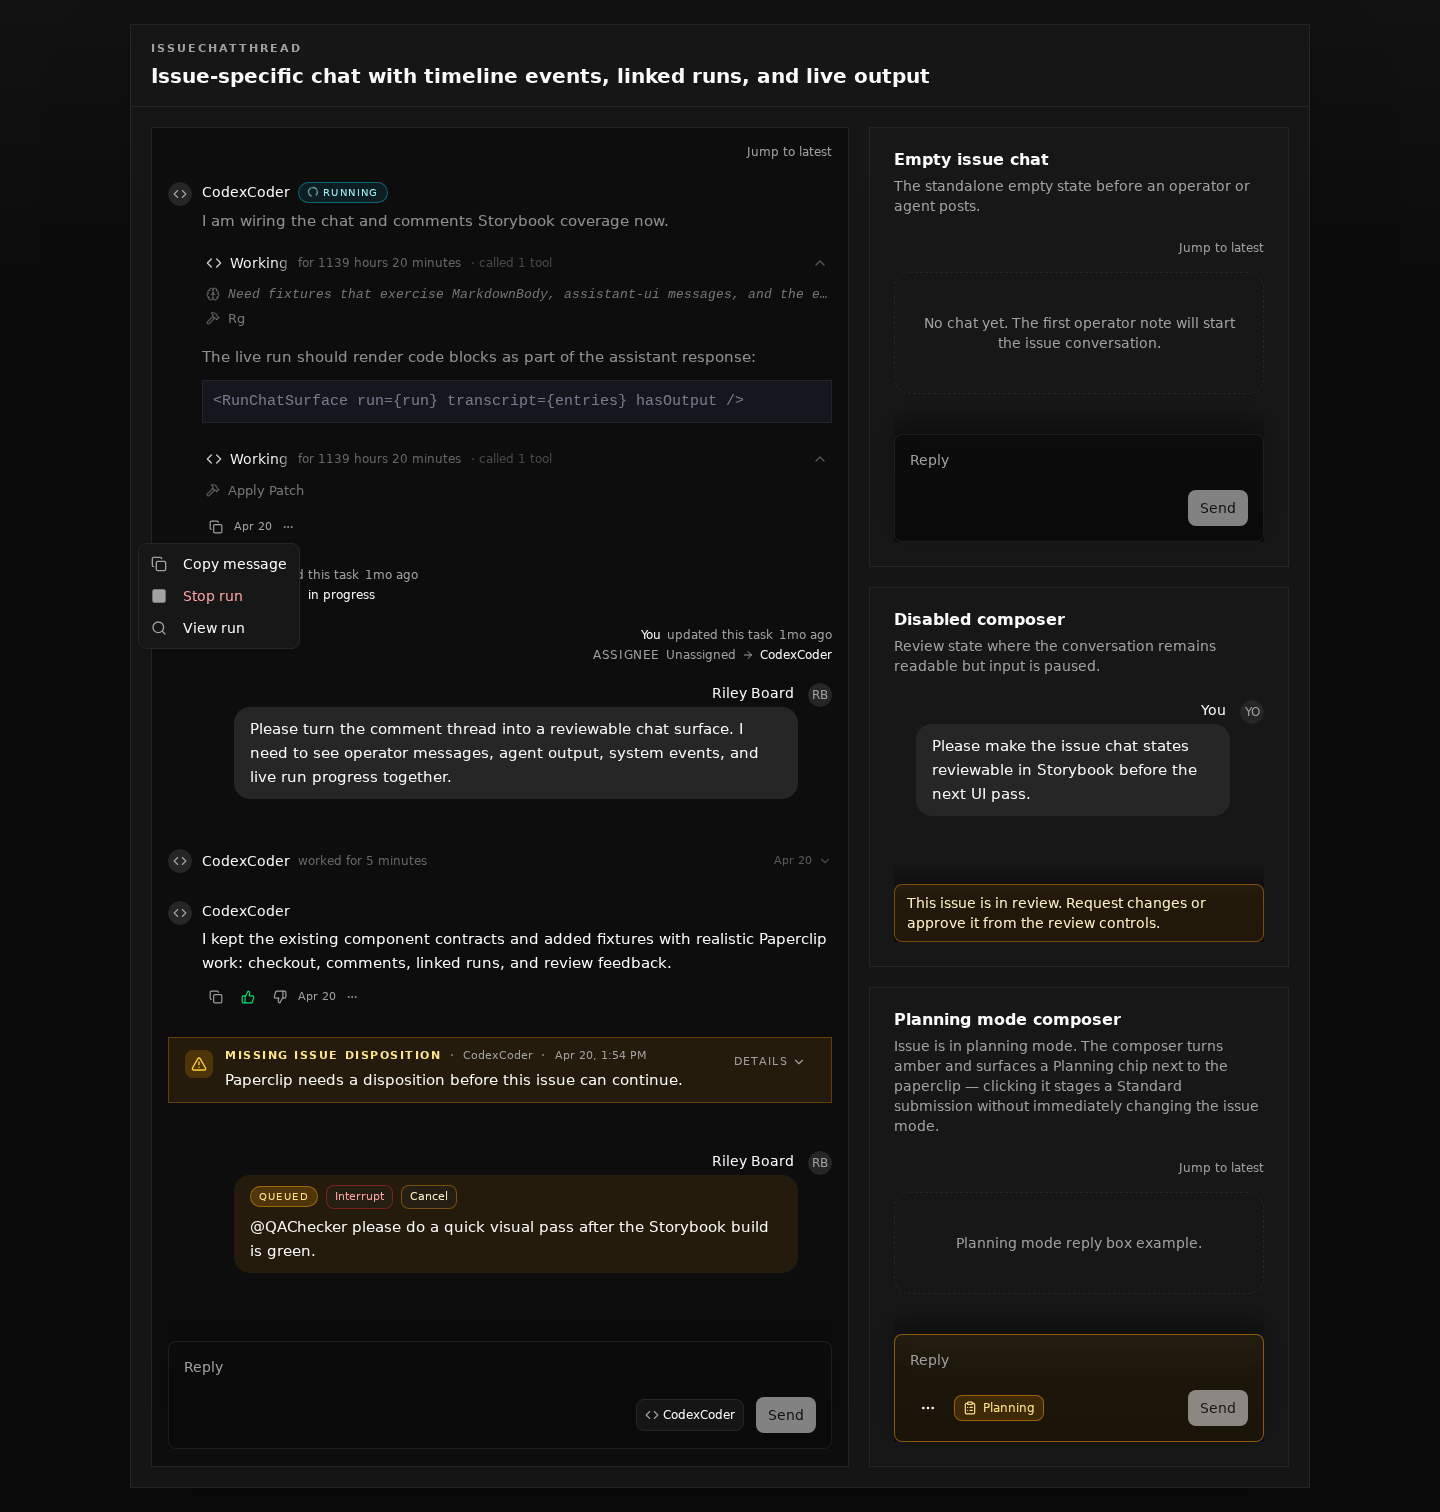 ISSUECHATTHREAD
Issue-specific chat with timeline events, linked runs, and live output
Jump to latest
CodexCoder RUNNING
I am wiring the chat and comments Storybook coverage now.
Working for 1139 hours 20 minutes · called 1 tool
Need fixtures that exercise MarkdownBody, assistant-ui messages, and the e…
Rg
The live run should render code blocks as part of the assistant response:
<RunChatSurface run={run} transcript={entries} hasOutput />
Working for 1139 hours 20 minutes · called 1 tool
Apply Patch
Apr 20 ···
Copy message
Stop run
View run
this task 1mo ago
in progress
You updated this task 1mo ago
ASSIGNEE Unassigned → CodexCoder
Riley Board RB
Please turn the comment thread into a reviewable chat surface. I
need to see operator messages, agent output, system events, and
live run progress together.
CodexCoder worked for 5 minutes Apr 20
CodexCoder
I kept the existing component contracts and added fixtures with realistic Paperclip
work: checkout, comments, linked runs, and review feedback.
Apr 20 ···
MISSING ISSUE DISPOSITION · CodexCoder · Apr 20, 1:54 PM DETAILS
Paperclip needs a disposition before this issue can continue.
Riley Board RB
QUEUED Interrupt Cancel
@QAChecker please do a quick visual pass after the Storybook build
is green.
Reply
CodexCoder Send
Empty issue chat
The standalone empty state before an operator or
agent posts.
Jump to latest
No chat yet. The first operator note will start
the issue conversation.
Reply
Send
Disabled composer
Review state where the conversation remains
readable but input is paused.
You YO
Please make the issue chat states
reviewable in Storybook before the
next UI pass.
This issue is in review. Request changes or
approve it from the review controls.
Planning mode composer
Issue is in planning mode. The composer turns
amber and surfaces a Planning chip next to the
paperclip — clicking it stages a Standard
submission without immediately changing the issue
mode.
Jump to latest
Planning mode reply box example.
Reply
··· Planning Send